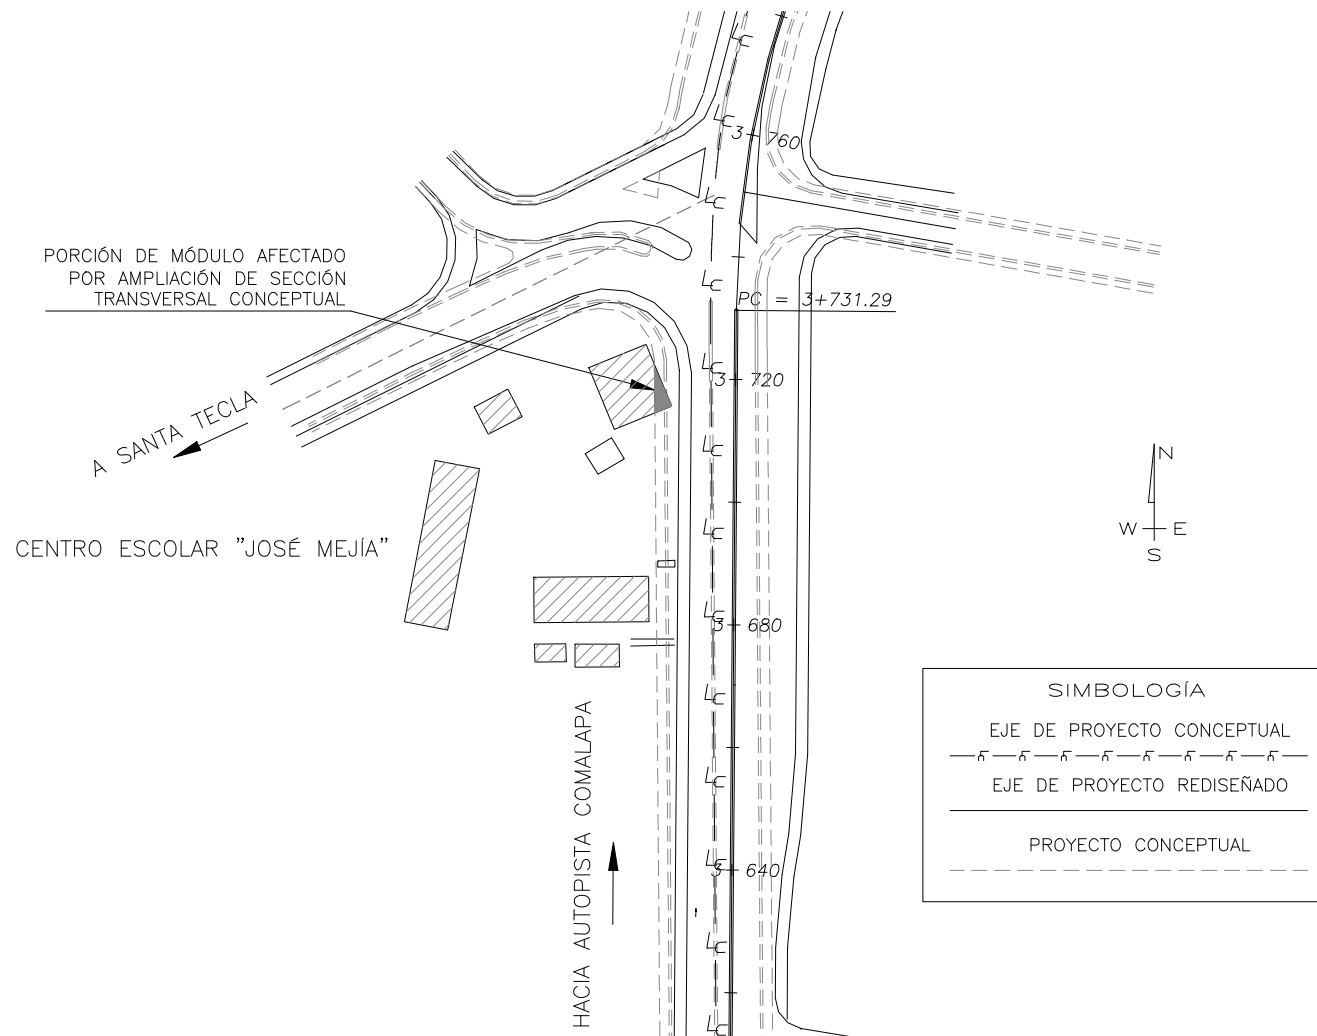 3+760
PORCIÓN DE MÓDULO AFECTADO
POR AMPLIACIÓN DE SECCIÓN
TRANSVERSAL CONCEPTUAL
PC = 3+731.29
3+720
A SANTA TECLA
N
W E
S
CENTRO ESCOLAR "JOSÉ MEJÍA"
3+680
HACIA AUTOPISTA COMALAPA
3+640
SIMBOLOGÍA
EJE DE PROYECTO CONCEPTUAL
EJE DE PROYECTO REDISEÑADO
PROYECTO CONCEPTUAL